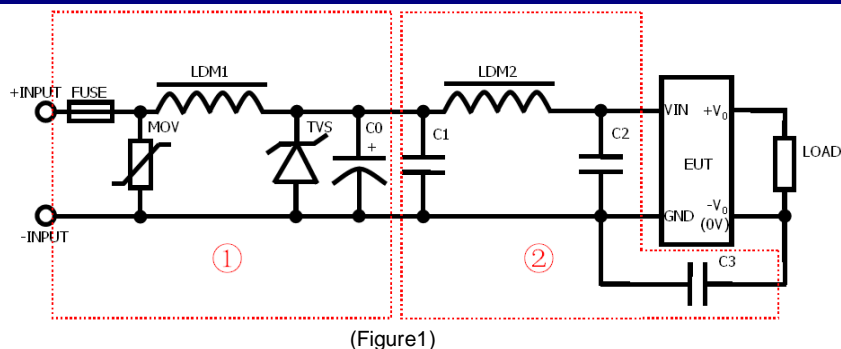 LDM1
LDM2
+INPUT
FUSE
MOV
TVS
C0
+
C1
C2
VIN
+V0
EUT
LOAD
GND
-V0
(0V)
-INPUT
①
②
C3
(Figure1)